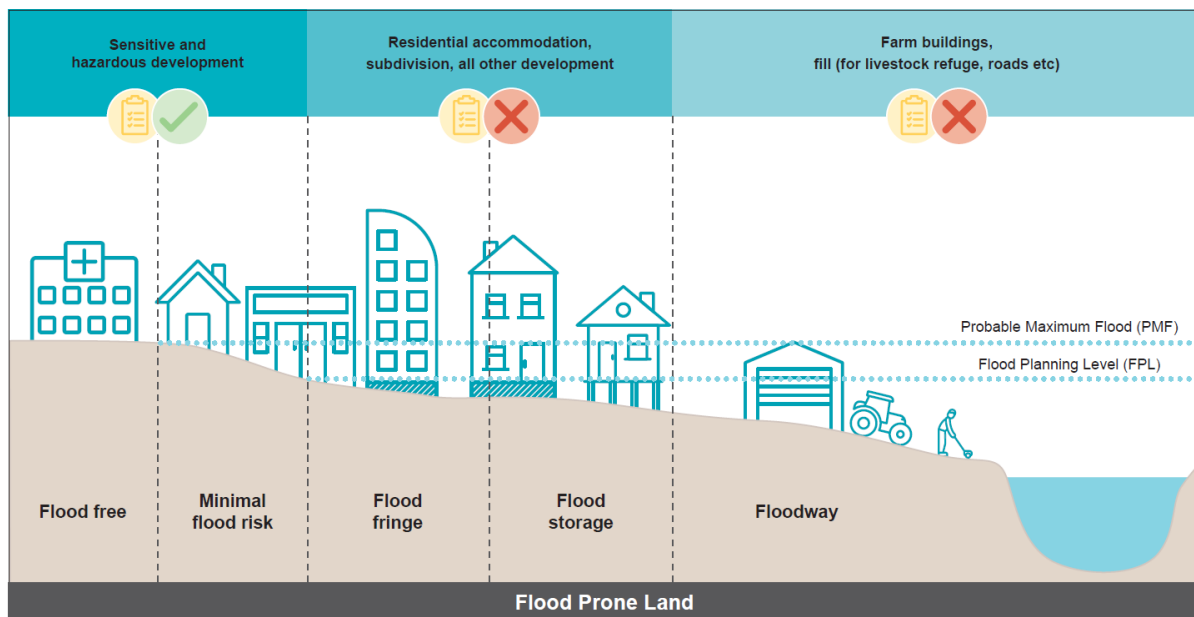 Sensitive and
hazardous development
Residential accommodation,
subdivision, all other development
Farm buildings,
fill (for livestock refuge, roads etc)
Probable Maximum Flood (PMF)
Flood Planning Level (FPL)
Flood free
Minimal
flood risk
Flood
fringe
Flood
storage
Floodway
Flood Prone Land